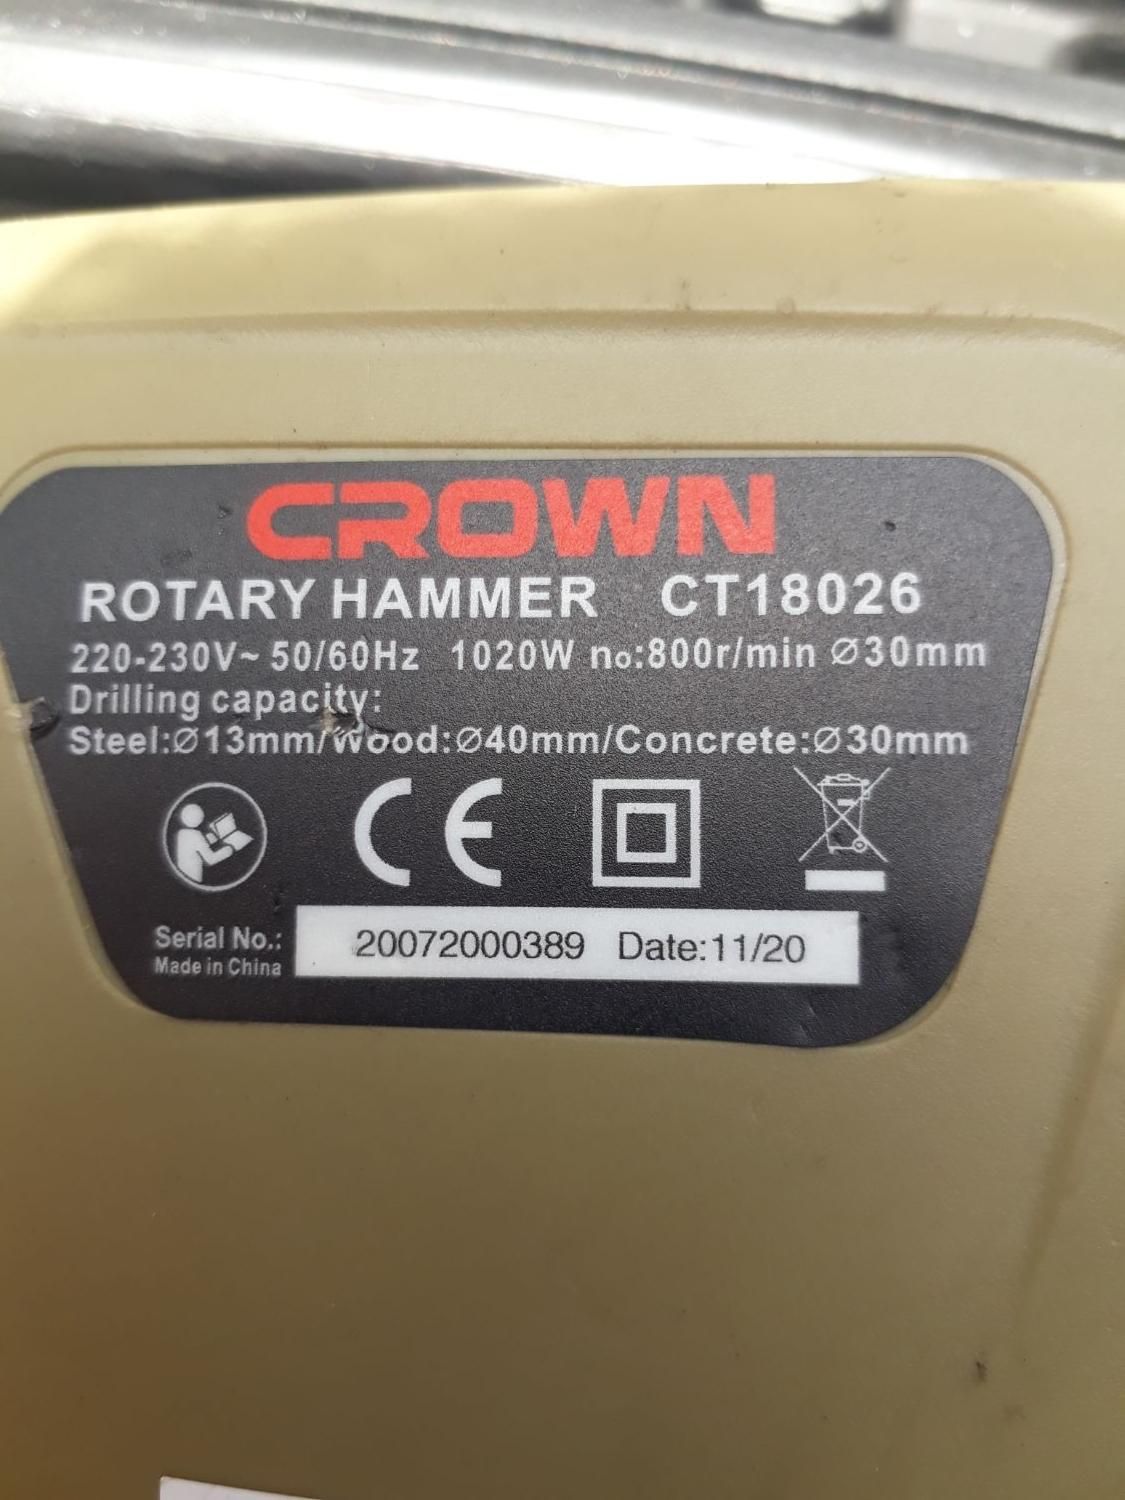 CROWN
ROTARY HAMMER CT18026
220-230V~ 50/60Hz 1020W no:800r/min Ø30mm
Drilling capacity:
Steel:Ø13mm/Wood:Ø40mm/Concrete:Ø30mm
CE
Serial No.: 20072000389 Date:11/20
Made in China